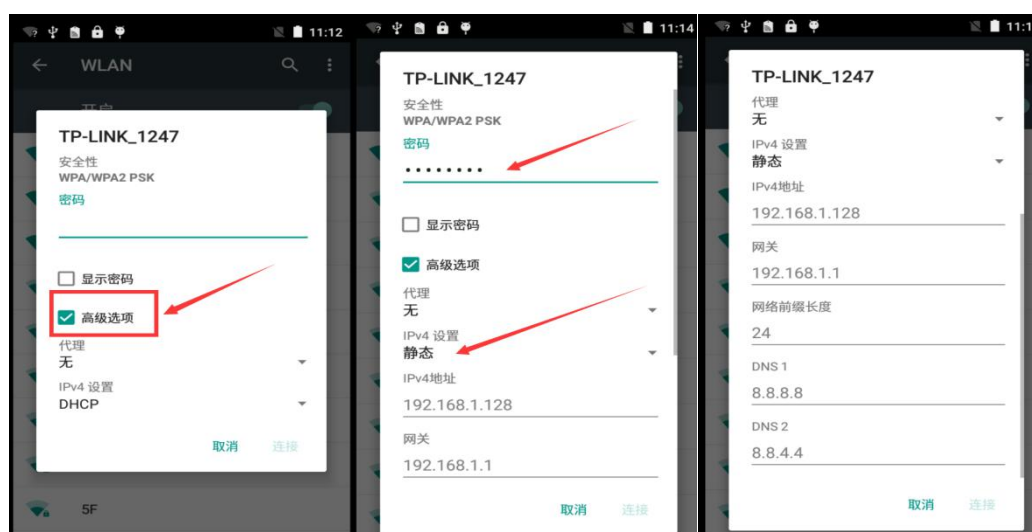 11:12
WLAN
开启
TP-LINK_1247
安全性
WPA/WPA2 PSK
密码
显示密码
高级选项
代理
无
IPv4 设置
DHCP
取消 连接
5F
11:14
TP-LINK_1247
安全性
WPA/WPA2 PSK
密码
••••••••
显示密码
高级选项
代理
无
IPv4 设置
静态
IPv4地址
192.168.1.128
网关
192.168.1.1
取消 连接
11:1
TP-LINK_1247
代理
无
IPv4 设置
静态
IPv4地址
192.168.1.128
网关
192.168.1.1
网络前缀长度
24
DNS 1
8.8.8.8
DNS 2
8.8.4.4
取消 连接